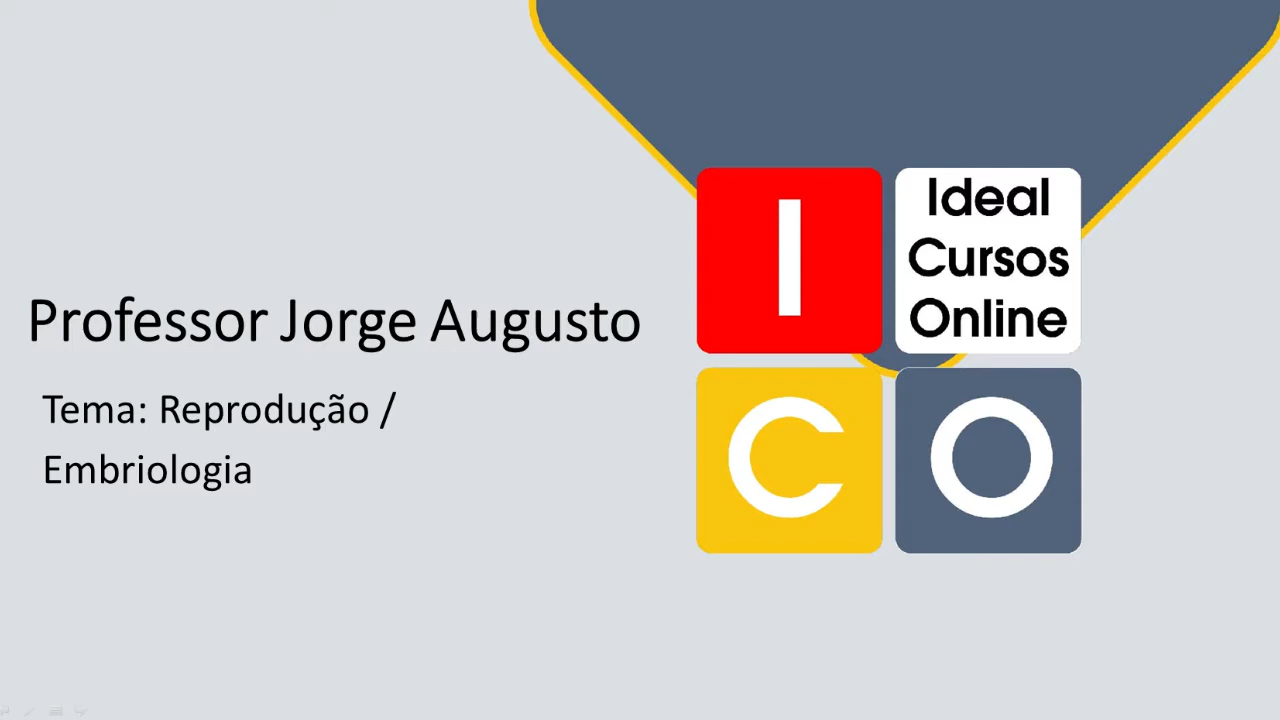 Professor Jorge Augusto
Tema: Reprodução /
Embriologia
I
Ideal
Cursos
Online
C
O